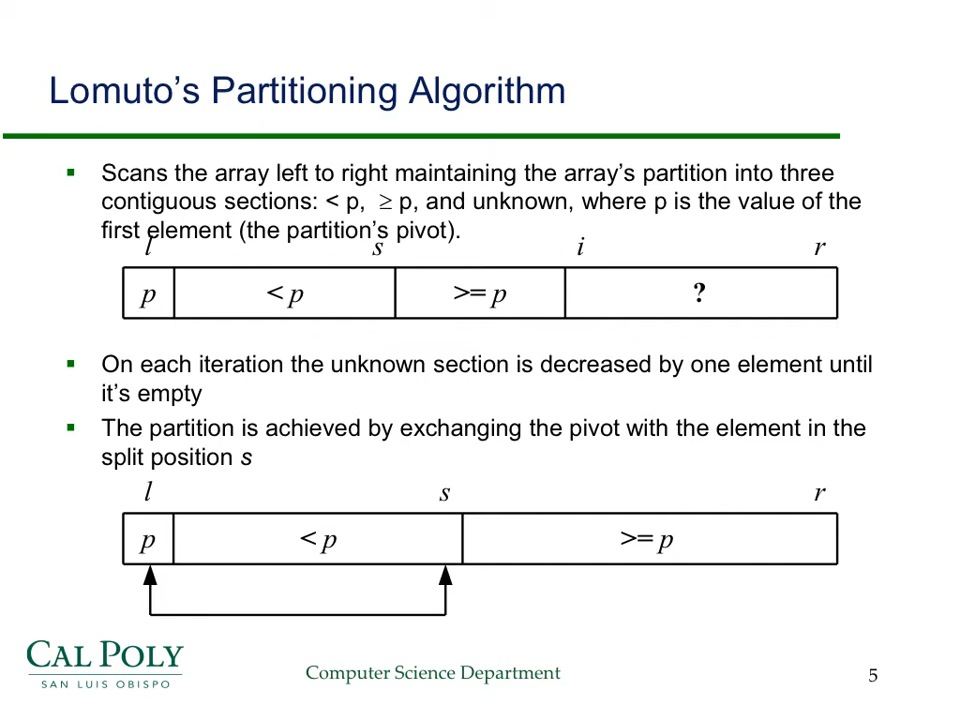 Lomuto’s Partitioning Algorithm
▪ Scans the array left to right maintaining the array’s partition into three
contiguous sections: < p, ≥ p, and unknown, where p is the value of the
first element (the partition’s pivot).
l s i r
p < p >= p ?
▪ On each iteration the unknown section is decreased by one element until
it’s empty
▪ The partition is achieved by exchanging the pivot with the element in the
split position s
l s r
p < p >= p
CAL POLY
SAN LUIS OBISPO
Computer Science Department
5